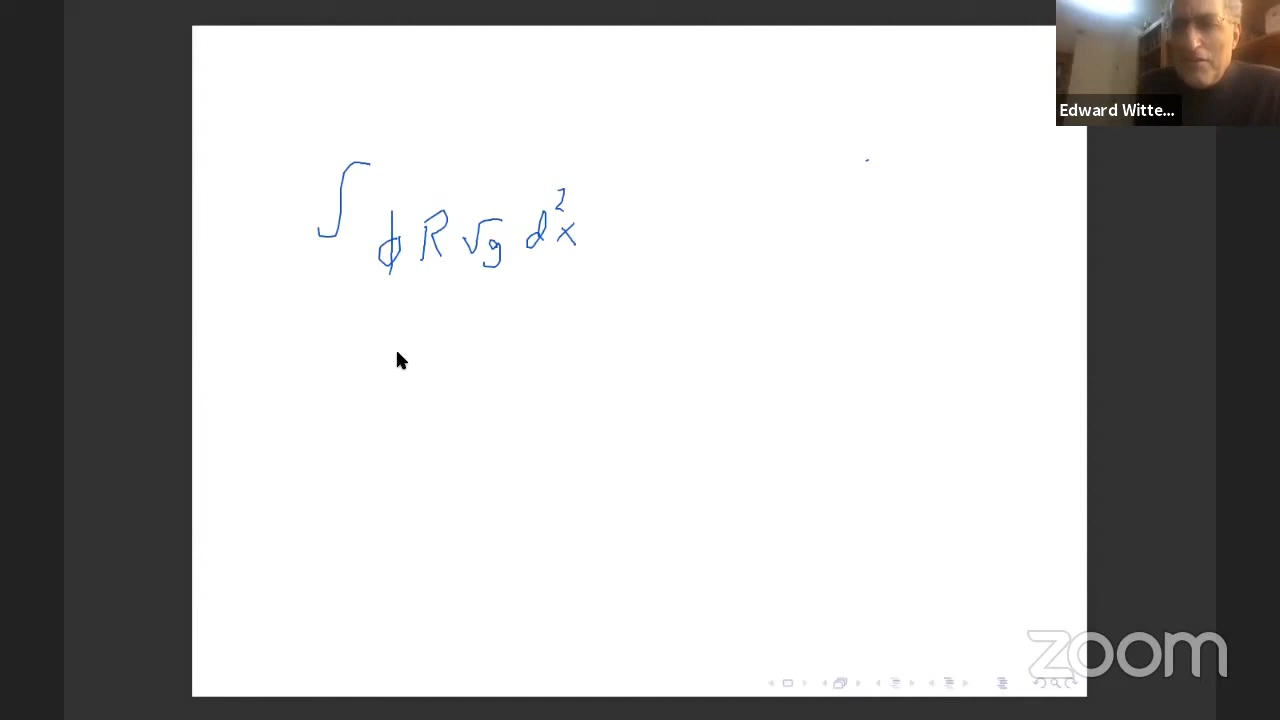 Edward Witte...
∫ ϕ R √g d²x
zoom